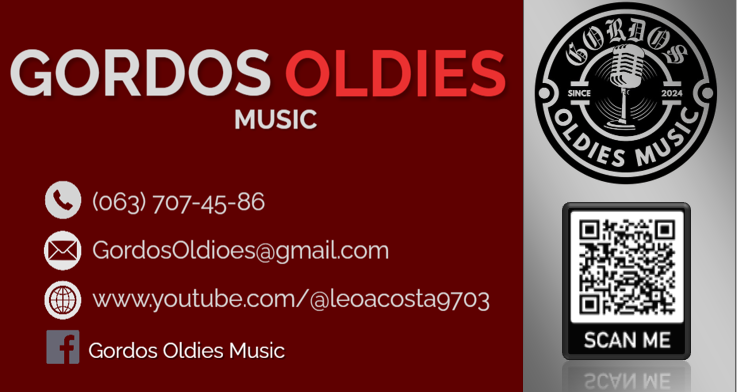 GORDOS OLDIES
MUSIC
(063) 707-45-86
GordosOldioes@gmail.com
www.youtube.com/@leoacosta9703
Gordos Oldies Music
GORDOS
SINCE 2024
OLDIES MUSIC
SCAN ME
SCAN ME